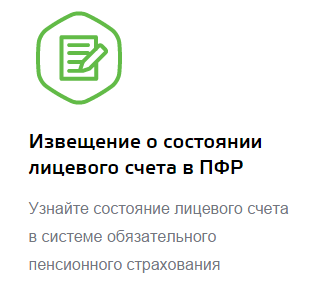 Извещение о состоянии
лицевого счета в ПФР
Узнайте состояние лицевого счета
в системе обязательного
пенсионного страхования